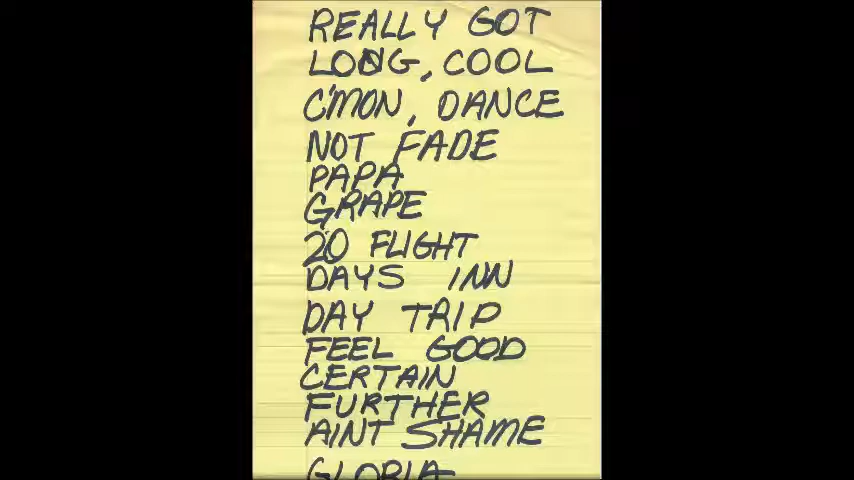 REALLY GOT
LONG, COOL
C'MON, DANCE
NOT FADE
PAPA
GRAPE
20 FLIGHT
DAYS INN
DAY TRIP
FEEL GOOD
CERTAIN
FURTHER
AINT SHAME
GLORIA